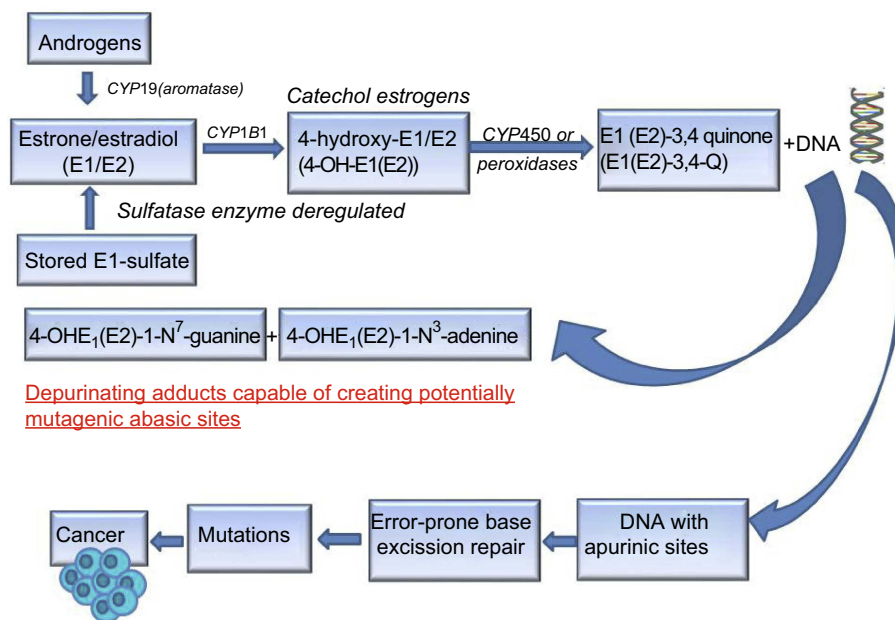 Androgens
CYP19(aromatase)
Catechol estrogens
Estrone/estradiol
(E1/E2)
CYP1B1
4-hydroxy-E1/E2
(4-OH-E1(E2))
CYP450 or
peroxidases
E1 (E2)-3,4 quinone
(E1(E2)-3,4-Q)
+DNA
Sulfatase enzyme deregulated
Stored E1-sulfate
4-OHE₁(E2)-1-N⁷-guanine + 4-OHE₁(E2)-1-N³-adenine
Depurinating adducts capable of creating potentially
mutagenic abasic sites
Cancer
Mutations
Error-prone base
excission repair
DNA with
apurinic sites